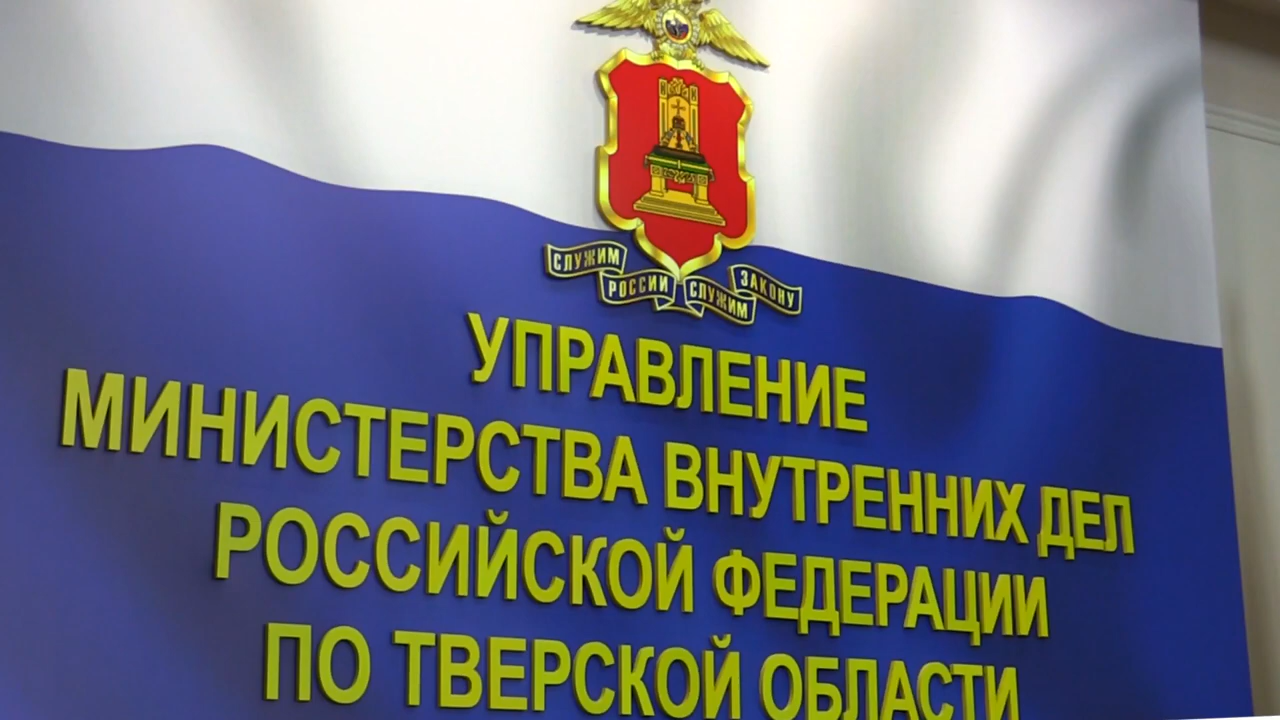 СЛУЖИМ РОССИИ СЛУЖИМ ЗАКОНУ
УПРАВЛЕНИЕ
МИНИСТЕРСТВА ВНУТРЕННИХ ДЕЛ
РОССИЙСКОЙ ФЕДЕРАЦИИ
ПО ТВЕРСКОЙ ОБЛАСТИ